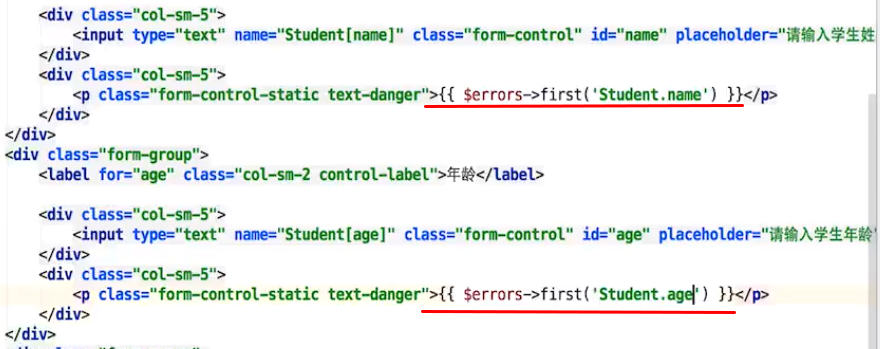 <div class="col-sm-5">
<input type="text" name="Student[name]" class="form-control" id="name" placeholder="请输入学生姓
</div>
<div class="col-sm-5">
<p class="form-control-static text-danger">{{ $errors->first('Student.name') }}</p>
</div>
</div>
<div class="form-group">
<label for="age" class="col-sm-2 control-label">年龄</label>
<div class="col-sm-5">
<input type="text" name="Student[age]" class="form-control" id="age" placeholder="请输入学生年龄"
</div>
<div class="col-sm-5">
<p class="form-control-static text-danger">{{ $errors->first('Student.age') }}</p>
</div>
</div>